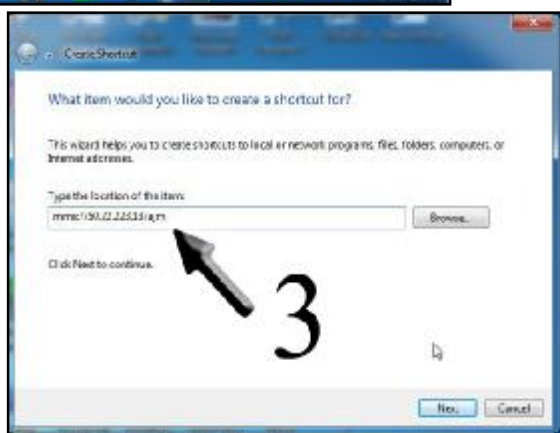 Create Shortcut
What item would you like to create a shortcut for?
This wizard helps you to create shortcuts to local or network programs, files, folders, computers, or
Internet addresses.
Type the location of the item:
Browse...
Click Next to continue.
3
Next Cancel